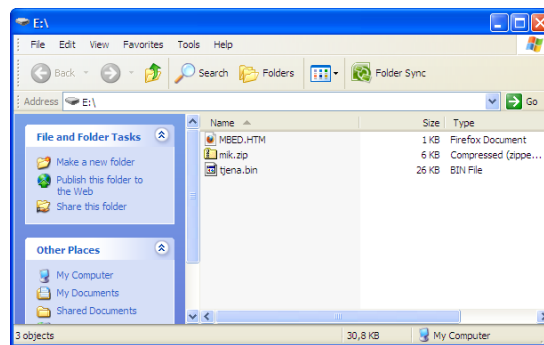 E:\
File Edit View Favorites Tools Help
Back Search Folders Folder Sync
Address E:\ Go
File and Folder Tasks
Make a new folder
Publish this folder to
the Web
Share this folder
Other Places
My Computer
My Documents
Shared Documents
Name Size Type
MBED.HTM 1 KB Firefox Document
mik.zip 6 KB Compressed (zippe...
tjena.bin 26 KB BIN File
3 objects 30,8 KB My Computer